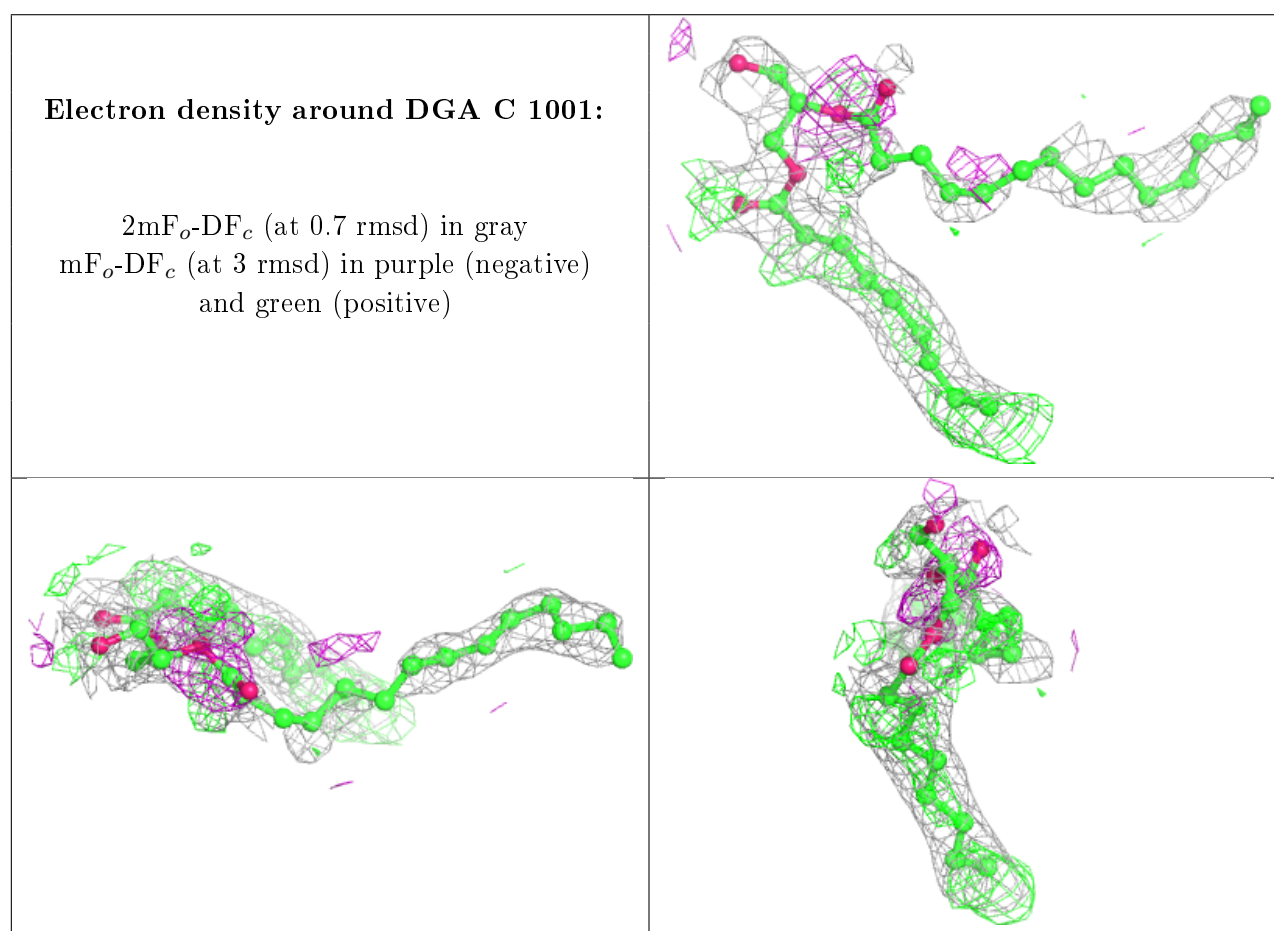 Electron density around DGA C 1001:
2mF𝑜-DF𝑐 (at 0.7 rmsd) in gray
mF𝑜-DF𝑐 (at 3 rmsd) in purple (negative)
and green (positive)